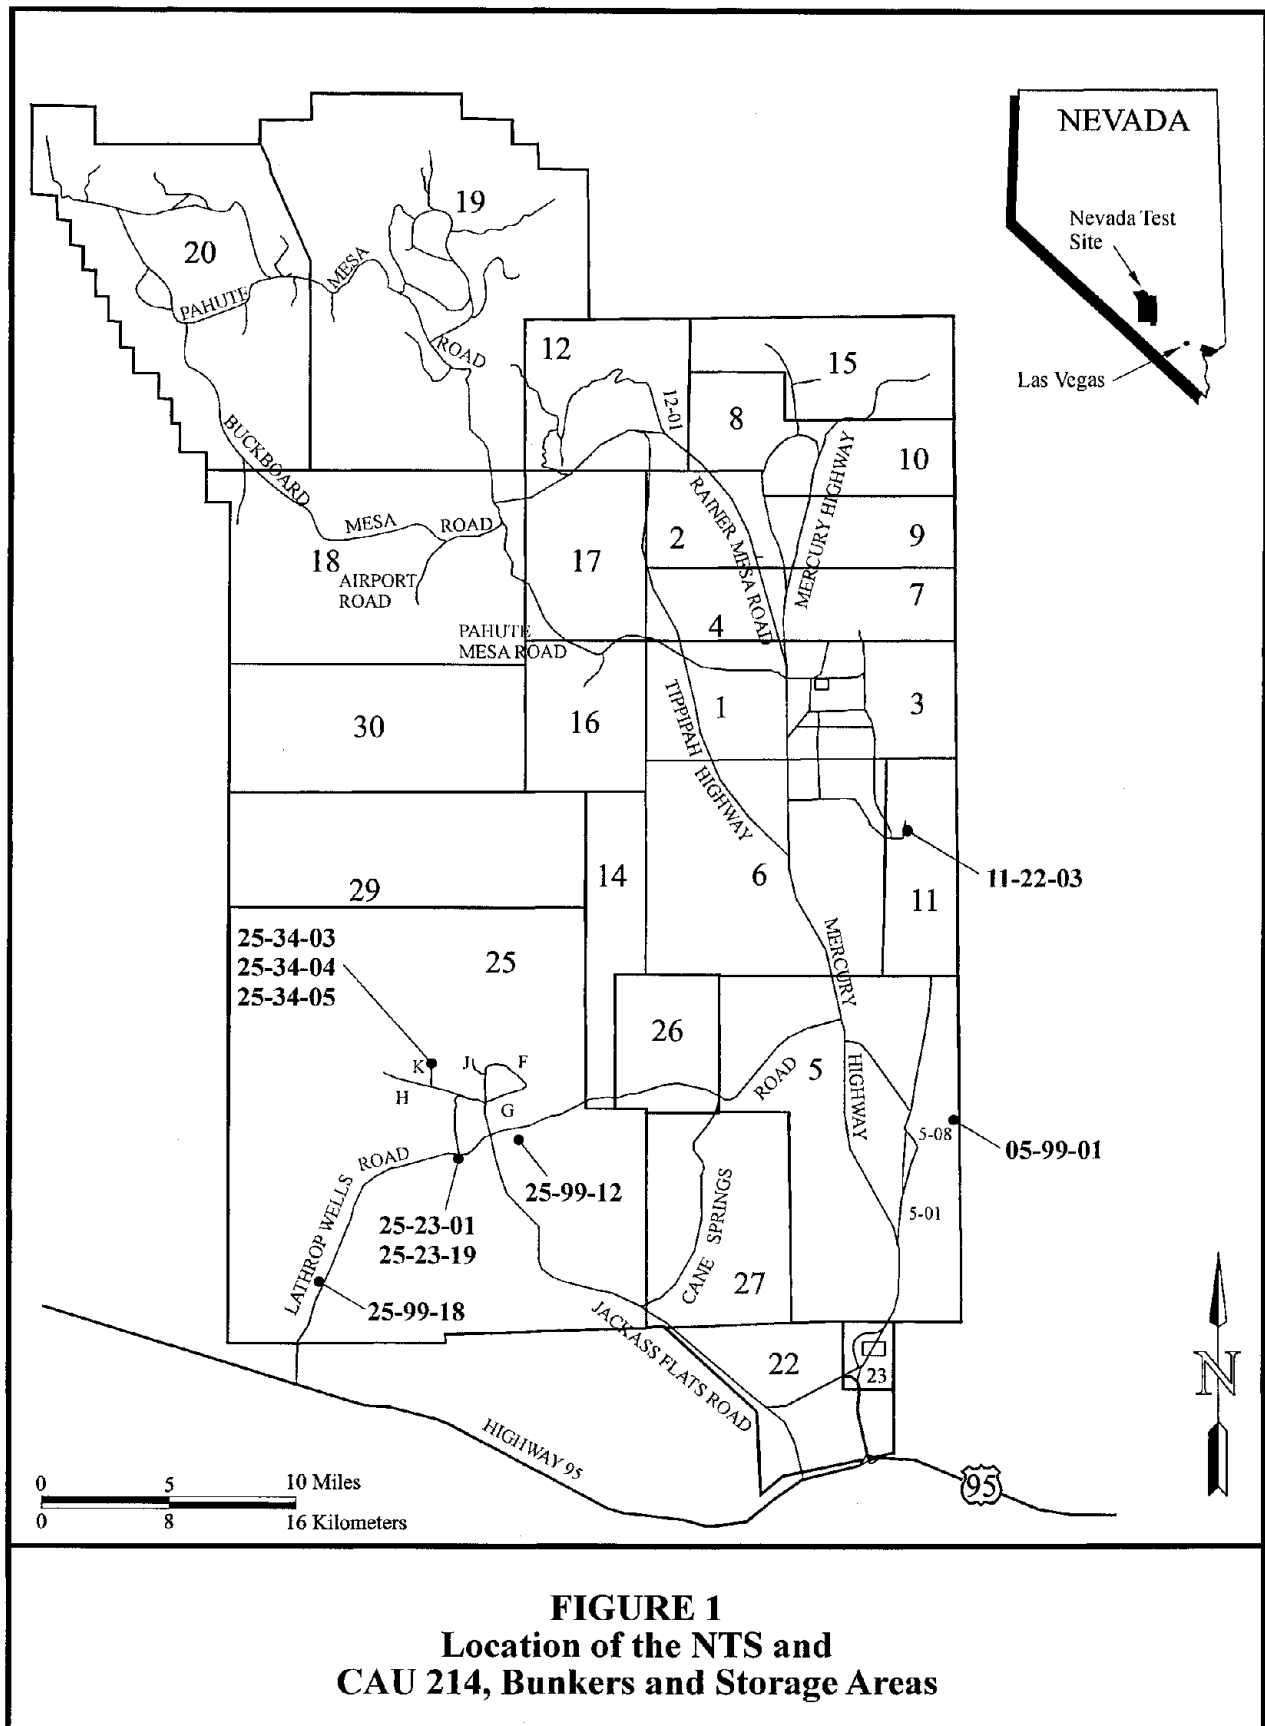 NEVADA
Nevada Test
Site
Las Vegas
19
20
PAHUTE
MESA
ROAD
12
15
12-01
8
10
BUCKBOARD
MESA
ROAD
RAINER MESA ROAD
MERCURY HIGHWAY
2
9
17
18
AIRPORT
ROAD
7
4
PAHUTE
MESA ROAD
TIPPIPAH
HIGHWAY
1
3
30
16
14
6
11-22-03
29
11
MERCURY
HIGHWAY
25-34-03
25-34-04
25-34-05
25
26
ROAD
5
K
J
F
H
G
5-08
05-99-01
LATHROP WELLS
ROAD
25-99-12
25-23-01
25-23-19
CANE
SPRINGS
5-01
27
25-99-18
JACKASS FLATS ROAD
22
23
N
HIGHWAY 95
95
0 5 10 Miles
0 8 16 Kilometers
FIGURE 1
Location of the NTS and
CAU 214, Bunkers and Storage Areas